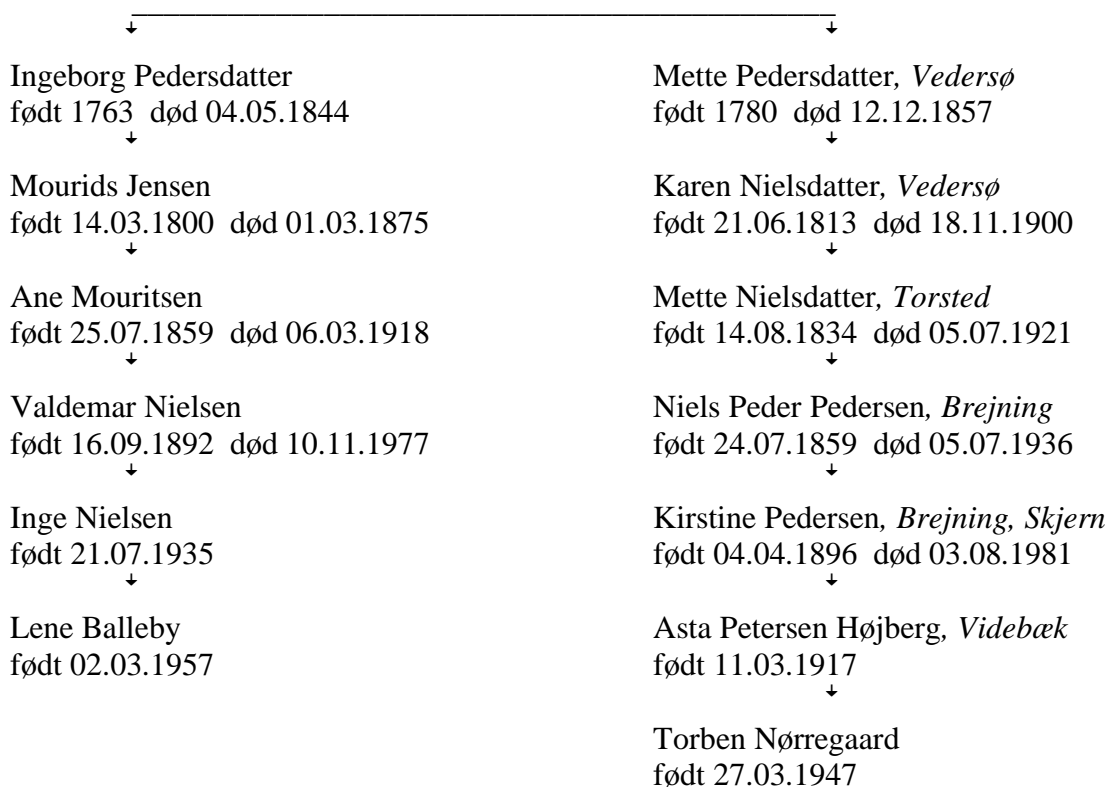 Ingeborg Pedersdatter
født 1763 død 04.05.1844
Mourids Jensen
født 14.03.1800 død 01.03.1875
Ane Mouritsen
født 25.07.1859 død 06.03.1918
Valdemar Nielsen
født 16.09.1892 død 10.11.1977
Inge Nielsen
født 21.07.1935
Lene Balleby
født 02.03.1957
Mette Pedersdatter, Vedersø
født 1780 død 12.12.1857
Karen Nielsdatter, Vedersø
født 21.06.1813 død 18.11.1900
Mette Nielsdatter, Torsted
født 14.08.1834 død 05.07.1921
Niels Peder Pedersen, Brejning
født 24.07.1859 død 05.07.1936
Kirstine Pedersen, Brejning, Skjern
født 04.04.1896 død 03.08.1981
Asta Petersen Højberg, Videbæk
født 11.03.1917
Torben Nørregaard
født 27.03.1947